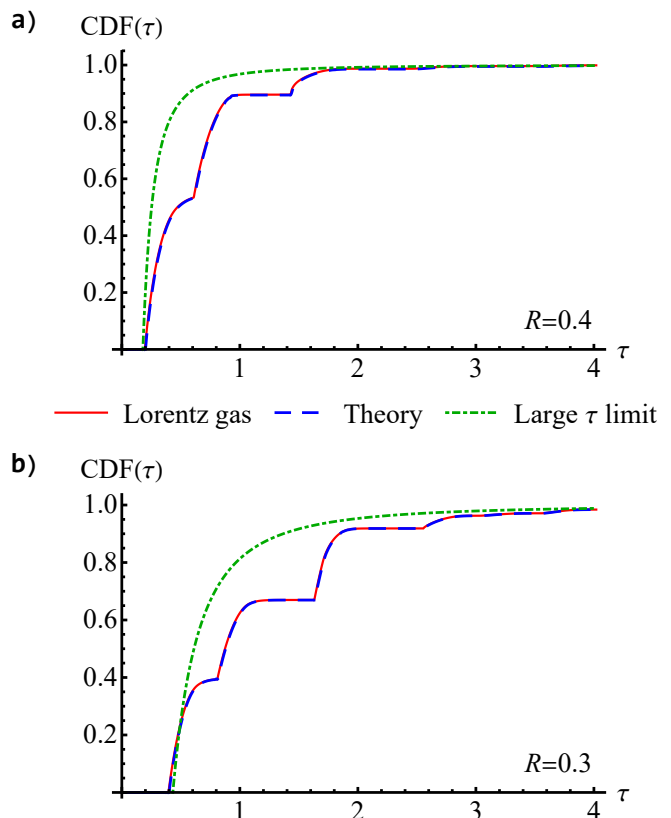 a)
CDF(τ)
1.0
0.8
0.6
0.4
0.2
R=0.4
1 2 3 4 τ
Lorentz gas Theory Large τ limit
b)
CDF(τ)
1.0
0.8
0.6
0.4
0.2
R=0.3
1 2 3 4 τ